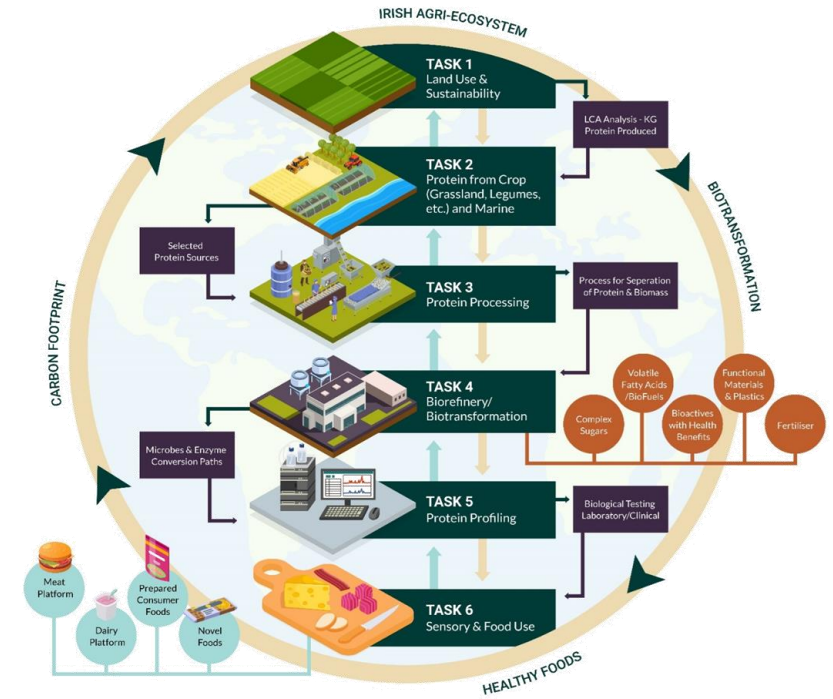 IRISH AGRI-ECOSYSTEM
TASK 1
Land Use &
Sustainability
LCA Analysis - KG
Protein Produced
TASK 2
Protein from Crop
(Grassland, Legumes,
etc.) and Marine
BIOTRANSFORMATION
Selected
Protein Sources
TASK 3
Protein Processing
Process for Seperation
of Protein & Biomass
CARBON FOOTPRINT
TASK 4
Biorefinery/
Biotransformation
Complex
Sugars
Volatile
Fatty Acids
/BioFuels
Bioactives
with Health
Benefits
Functional
Materials
& Plastics
Fertiliser
Microbes & Enzyme
Conversion Paths
TASK 5
Protein Profiling
Biological Testing
Laboratory/Clinical
Meat
Platform
Dairy
Platform
Prepared
Consumer
Foods
Novel
Foods
TASK 6
Sensory & Food Use
HEALTHY FOODS